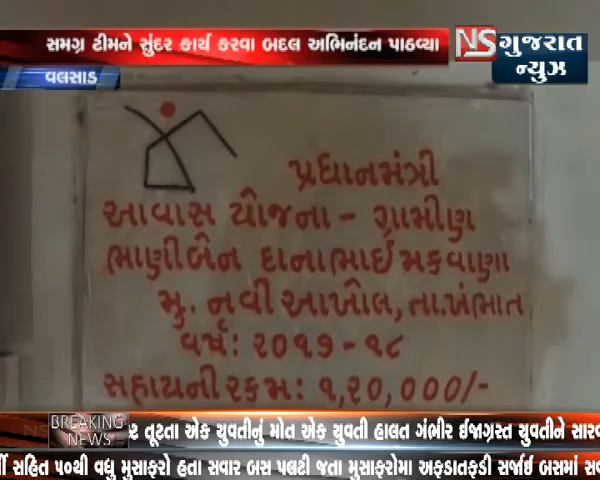 સમગ્ર ટીમને સુંદર કાર્ય કરવા બદલ અભિનંદન પાઠવ્યા
NS ગુજરાત
ન્યુઝ
વલસાડ
પ્રધાનમંત્રી
આવાસ યોજના - ગ્રામીણ
ભાણીબેન દાનાભાઈ મકવાણા
મુ. નવી આખોલ, તા. ખંભાત
વર્ષ: ૨૦૧૭ - ૧૮
સહાયની રકમ: ૧,૨૦,૦૦૦/-
BREAKING
NEWS
તૂટતા એક યુવતીનું મોત એક યુવતી હાલત ગંભીર ઈજાગ્રસ્ત યુવતીને
સહિત ૫૦થી વધુ મુસાફરો હતા સવાર બસ પલટી જતા મુસાફરોમા અફડાતફડી સર્જાઈ બસમાં